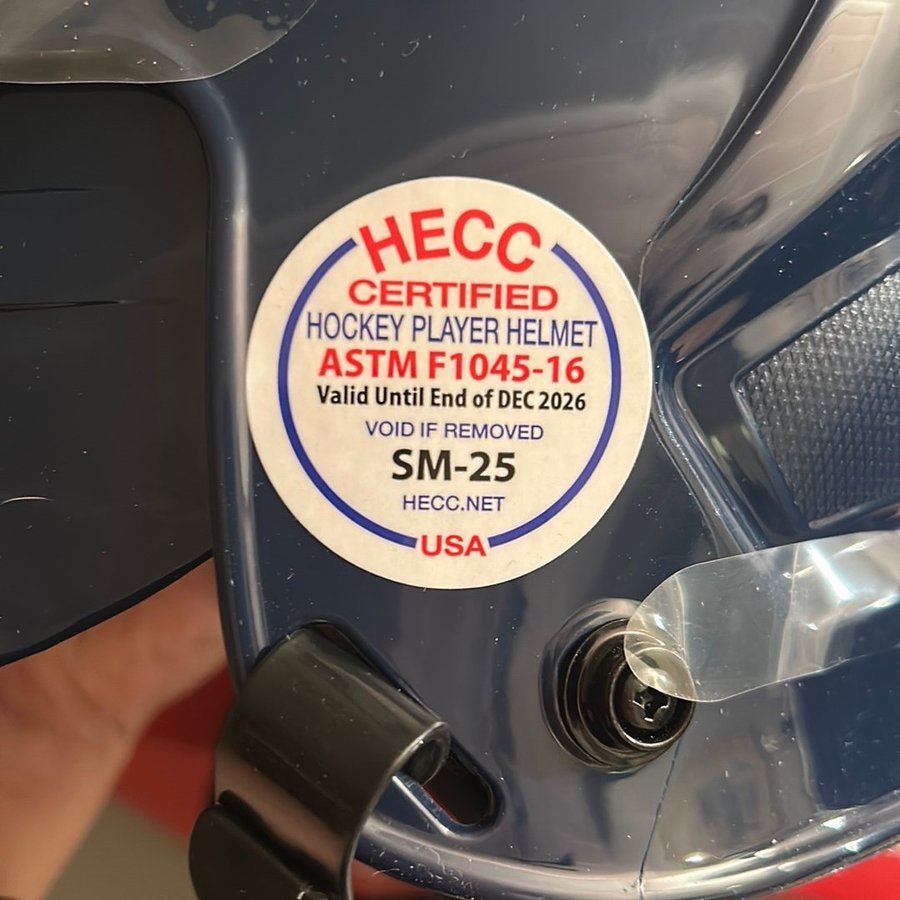 HECC
CERTIFIED
HOCKEY PLAYER HELMET
ASTM F1045-16
Valid Until End of DEC 2026
VOID IF REMOVED
SM-25
HECC.NET
USA